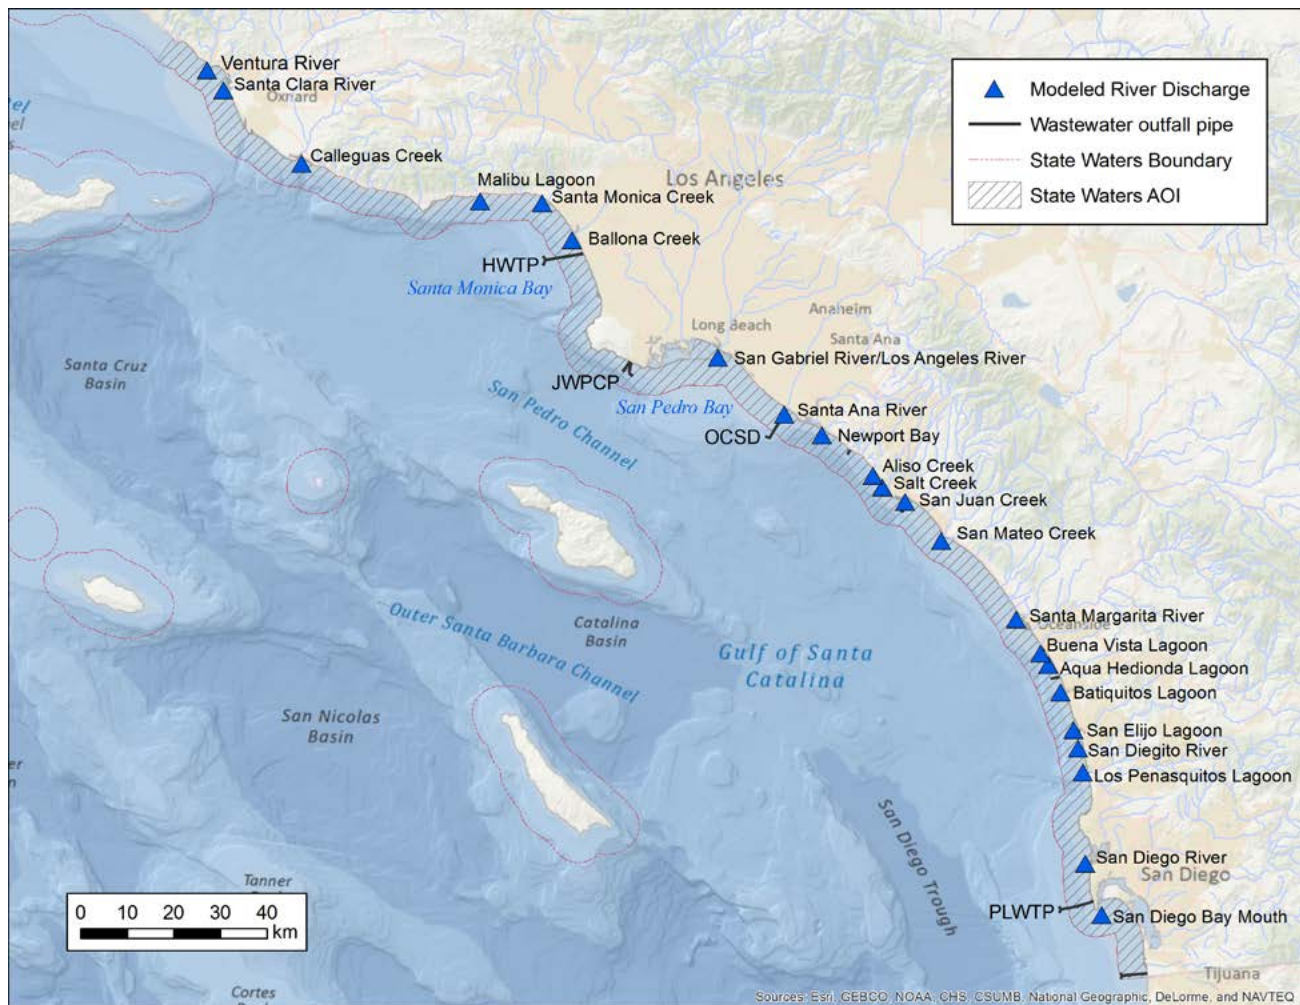 Ventura River
Santa Clara River
Oxnard
Calleguas Creek
Malibu Lagoon
Santa Monica Creek
Los Angeles
Ballona Creek
HWTP
Santa Monica Bay
Modeled River Discharge
Wastewater outfall pipe
State Waters Boundary
State Waters AOI
Anaheim
Long Beach
Santa Ana
San Gabriel River/Los Angeles River
JWPCP
San Pedro Bay
Santa Cruz
Basin
San Pedro Channel
Santa Ana River
OCSD
Newport Bay
Aliso Creek
Salt Creek
San Juan Creek
San Mateo Creek
Outer Santa Barbara Channel
Catalina
Basin
Gulf of Santa
Catalina
Santa Margarita River
Oceanside
Buena Vista Lagoon
Aqua Hedionda Lagoon
Batiquitos Lagoon
San Nicolas
Basin
San Elijo Lagoon
San Diegito River
Los Penasquitos Lagoon
San Diego Trough
San Diego River
San Diego
PLWTP
San Diego Bay Mouth
Tanner
0 10 20 30 40
km
Cortes
Tijuana
Sources: Esri, GEBCO, NOAA, CHS, CSUMB, National Geographic, DeLorme, and NAVTEQ